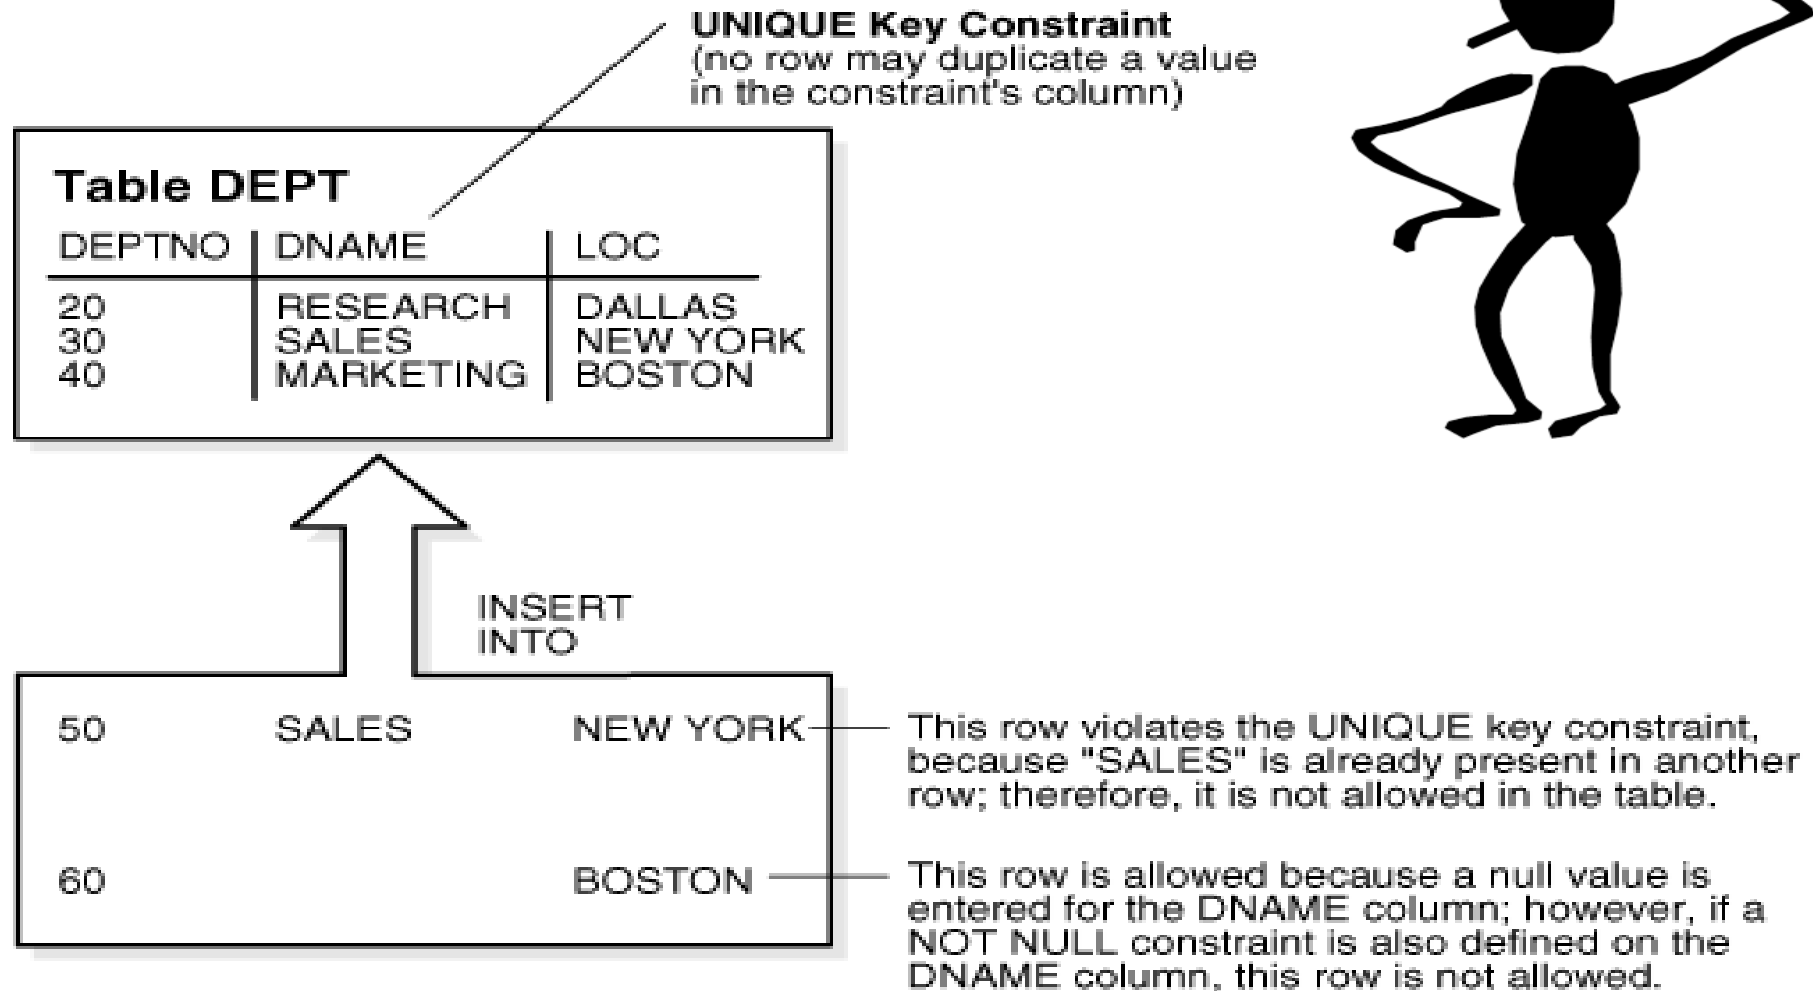 UNIQUE Key Constraint
(no row may duplicate a value
in the constraint's column)
Table DEPT
DEPTNO DNAME LOC
20 RESEARCH DALLAS
30 SALES NEW YORK
40 MARKETING BOSTON
INSERT
INTO
50 SALES NEW YORK
This row violates the UNIQUE key constraint,
because "SALES" is already present in another
row; therefore, it is not allowed in the table.
60 BOSTON
This row is allowed because a null value is
entered for the DNAME column; however, if a
NOT NULL constraint is also defined on the
DNAME column, this row is not allowed.